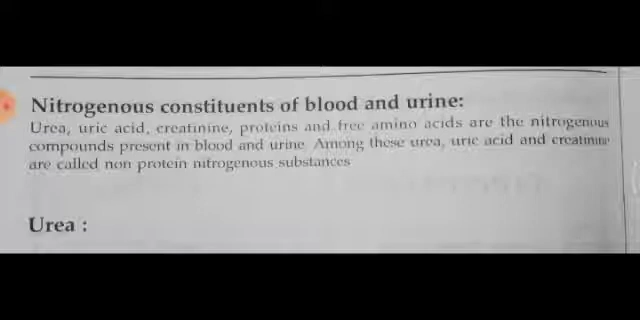 Nitrogenous constituents of blood and urine:
Urea, uric acid, creatinine, proteins and free amino acids are the nitrogenous
compounds present in blood and urine. Among these urea, uric acid and creatinine
are called non protein nitrogenous substances
Urea :